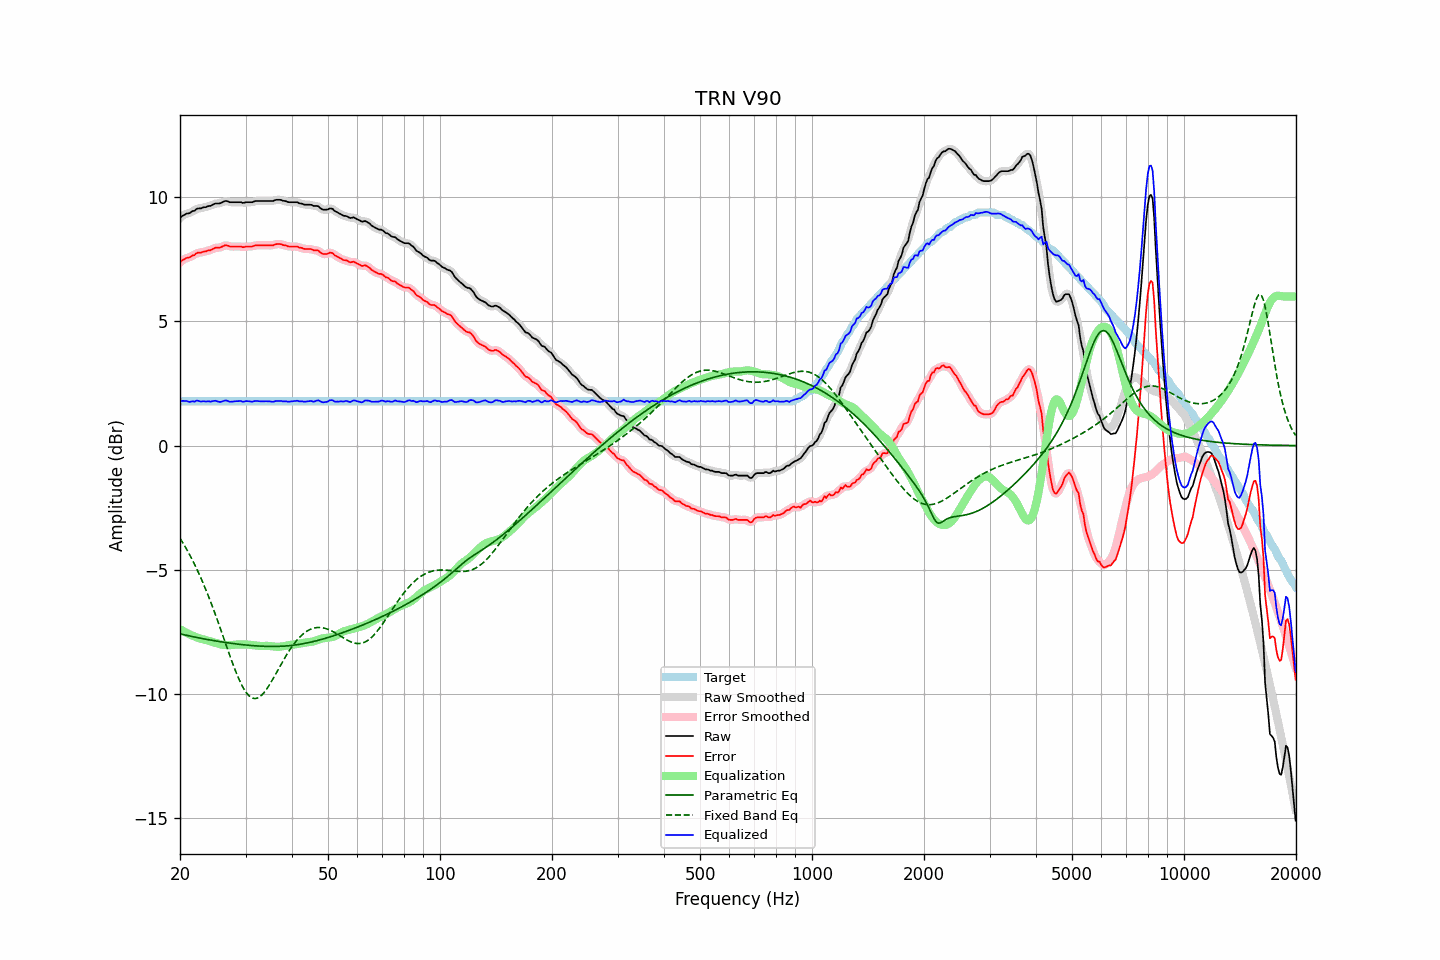 TRN V90
Amplitude (dBr)
10
5
0
−5
−10
−15
Target
Raw Smoothed
Error Smoothed
Raw
Error
Equalization
Parametric Eq
Fixed Band Eq
Equalized
20 50 100 200 500 1000 2000 5000 10000 20000
Frequency (Hz)